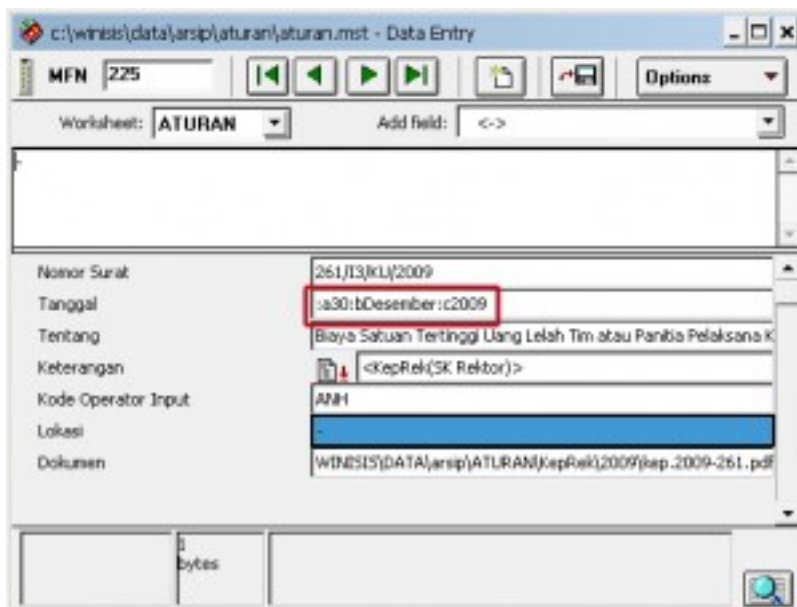 c:\winisis\data\arsip\aturan\aturan.mst - Data Entry
MFN 225 Options
Worksheet: ATURAN Add field: <->
-
Nomor Surat 261/I3/KU/2009
Tanggal :a30:bDesember:c2009
Tentang Biaya Satuan Tertinggi Uang Lelah Tim atau Panitia Pelaksana K
Keterangan <KepRek(SK Rektor)>
Kode Operator Input ANH
Lokasi -
Dokumen WINISIS\DATA\arsip\ATURAN\KepRek\2009\kep.2009-261.pdf
1
bytes